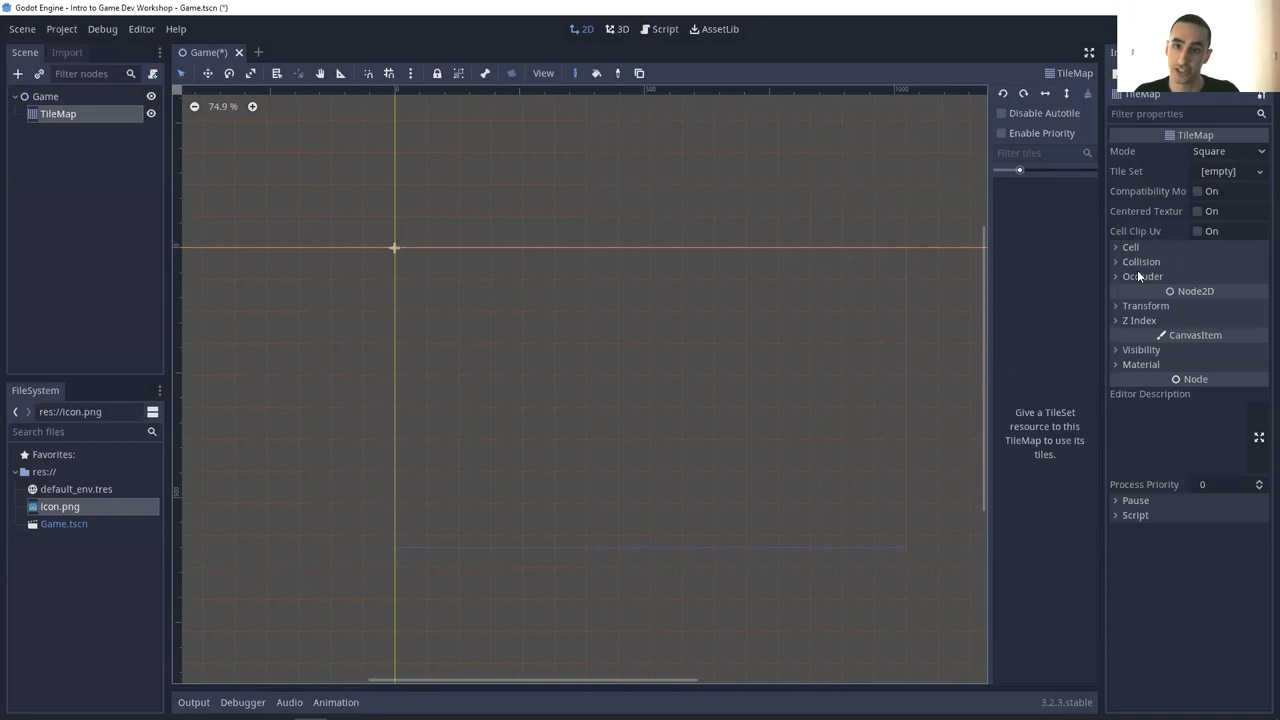 Godot Engine - Intro to Game Dev Workshop - Game.tscn (*)
Scene Project Debug Editor Help
2D 3D Script AssetLib
Scene Import
Game(*)
Filter nodes
View
TileMap
Game
TileMap
74.9 %
0 500 1000
Disable Autotile
Enable Priority
Filter tiles
Give a TileSet
resource to this
TileMap to use its
tiles.
TileMap
Filter properties
TileMap
Mode Square
Tile Set [empty]
Compatibility Mo On
Centered Textur On
Cell Clip Uv On
Cell
Collision
Occluder
Node2D
Transform
Z Index
CanvasItem
Visibility
Material
Node
Editor Description
Process Priority 0
Pause
Script
FileSystem
res://icon.png
Search files
Favorites:
res://
default_env.tres
icon.png
Game.tscn
Output Debugger Audio Animation
3.2.3.stable